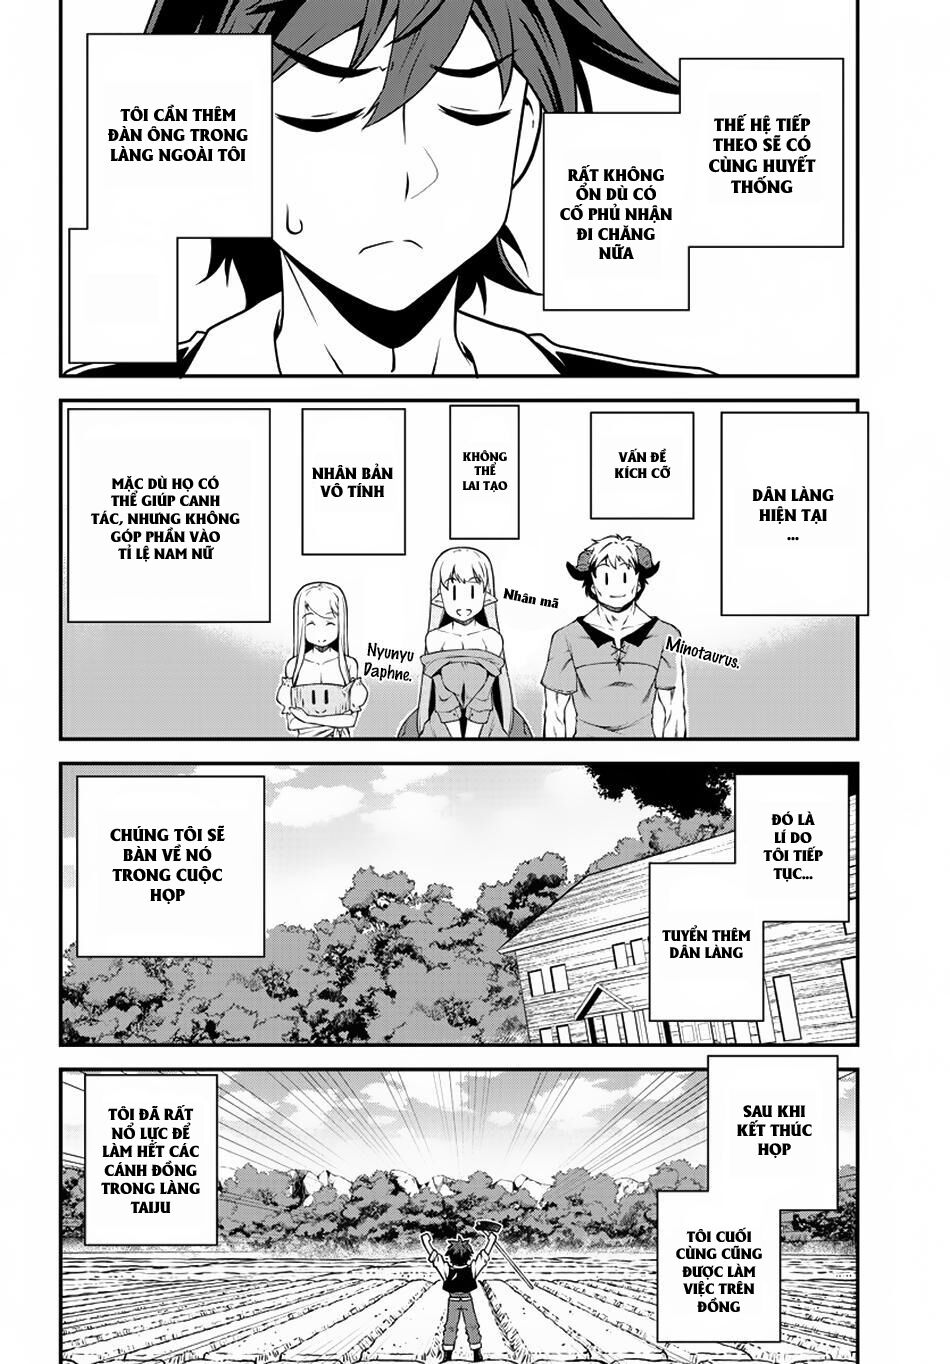 THẾ HỆ TIẾP
THEO SẼ CÓ
CÙNG HUYẾT
THỐNG
RẤT KHÔNG
ỔN DÙ CÓ
CỐ PHỦ NHẬN
ĐI CHĂNG
NỮA
TÔI CẦN THÊM
ĐÀN ÔNG TRONG
LÀNG NGOÀI TÔI
DÂN LÀNG
HIỆN TẠI
...
VẤN ĐỀ
KÍCH CỠ
Minotaurus.
KHÔNG
THỂ
LAI TẠO
Nhân mã
NHÂN BẢN
VÔ TÍNH
Nyunyu
Daphne.
MẶC DÙ HỌ CÓ
THỂ GIÚP CANH
TÁC, NHƯNG KHÔNG
GÓP PHẦN VÀO
TỈ LỆ NAM NỮ
ĐÓ LÀ
LÍ DO
TÔI TIẾP
TỤC...
TUYỂN THÊM
DÂN LÀNG
CHÚNG TÔI SẼ
BÀN VỀ NÓ
TRONG CUỘC
HỌP
SAU KHI
KẾT THÚC
HỌP
TÔI CUỐI
CÙNG CŨNG
ĐƯỢC LÀM
VIỆC TRÊN
ĐỒNG
TÔI ĐÃ RẤT
NỔ LỰC ĐỂ
LÀM HẾT CÁC
CÁNH ĐỒNG
TRONG LÀNG
TAIJU